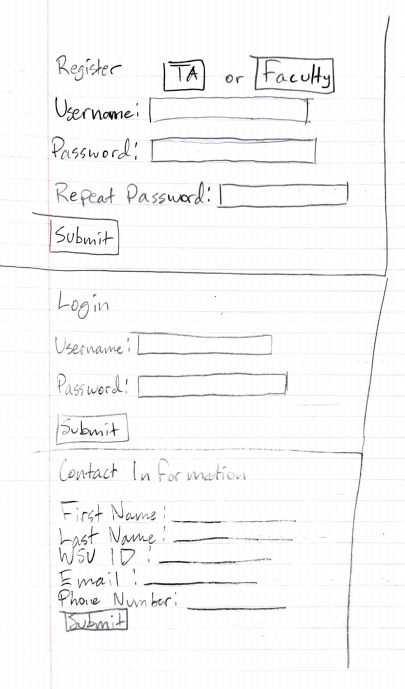 Register TA or Faculty
Username:
Password:
Repeat Password:
Submit
Login
Username:
Password:
Submit
Contact Information
First Name:
Last Name:
WSU ID:
Email:
Phone Number:
Submit